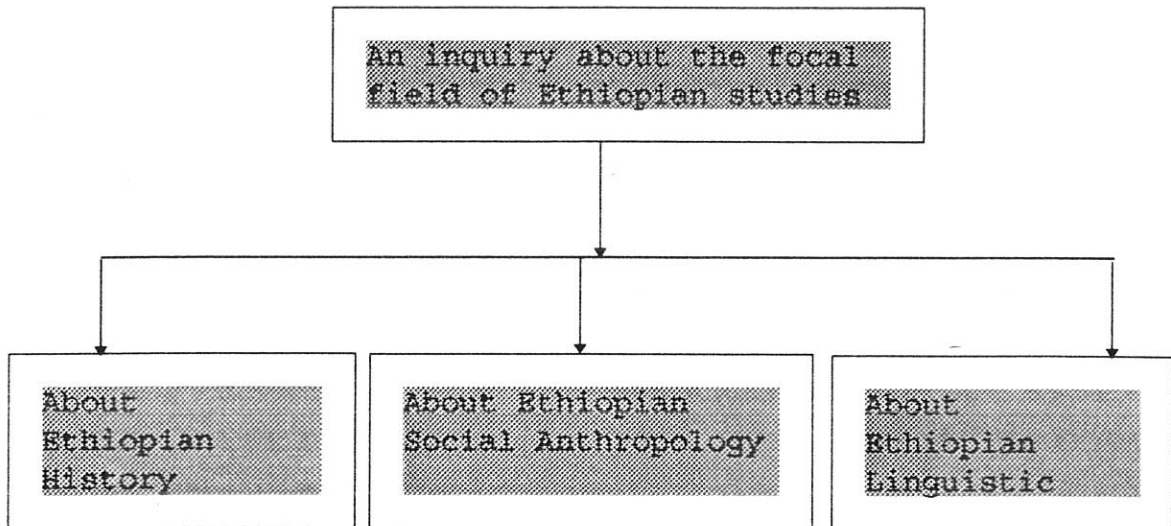 An inquiry about the focal
field of Ethiopian studies
About
Ethiopian
History
About Ethiopian
Social Anthropology
About
Ethiopian
Linguistic